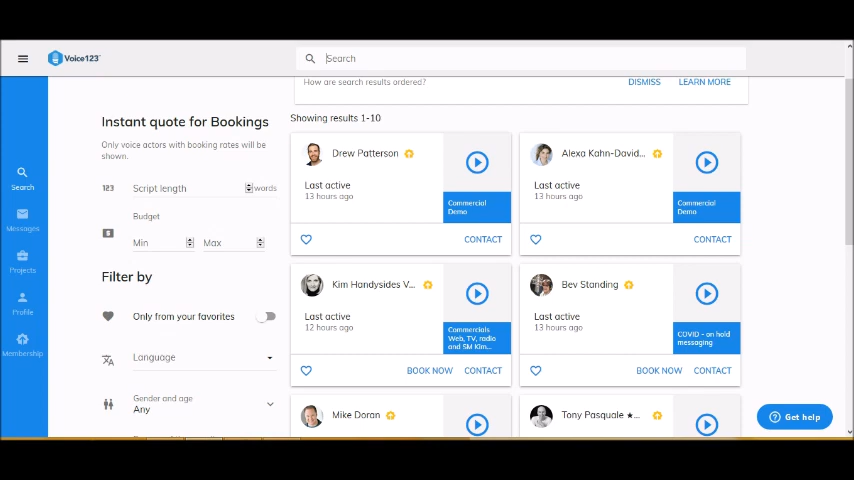 Voice123
Search
How are search results ordered?
DISMISS
LEARN MORE
Instant quote for Bookings
Only voice actors with booking rates will be
shown.
123
Script length
words
Budget
Min
Max
Filter by
Only from your favorites
Language
Gender and age
Any
Search
Messages
Projects
Profile
Membership
Showing results 1-10
Drew Patterson
Last active
13 hours ago
Commercial
Demo
CONTACT
Alexa Kahn-David...
Last active
13 hours ago
Commercial
Demo
CONTACT
Kim Handysides V...
Last active
12 hours ago
Commercials
Web, TV, radio
and SM Kim...
BOOK NOW
CONTACT
Bev Standing
Last active
13 hours ago
COVID - on hold
messaging
BOOK NOW
CONTACT
Mike Doran
Tony Pasquale ★...
Get help